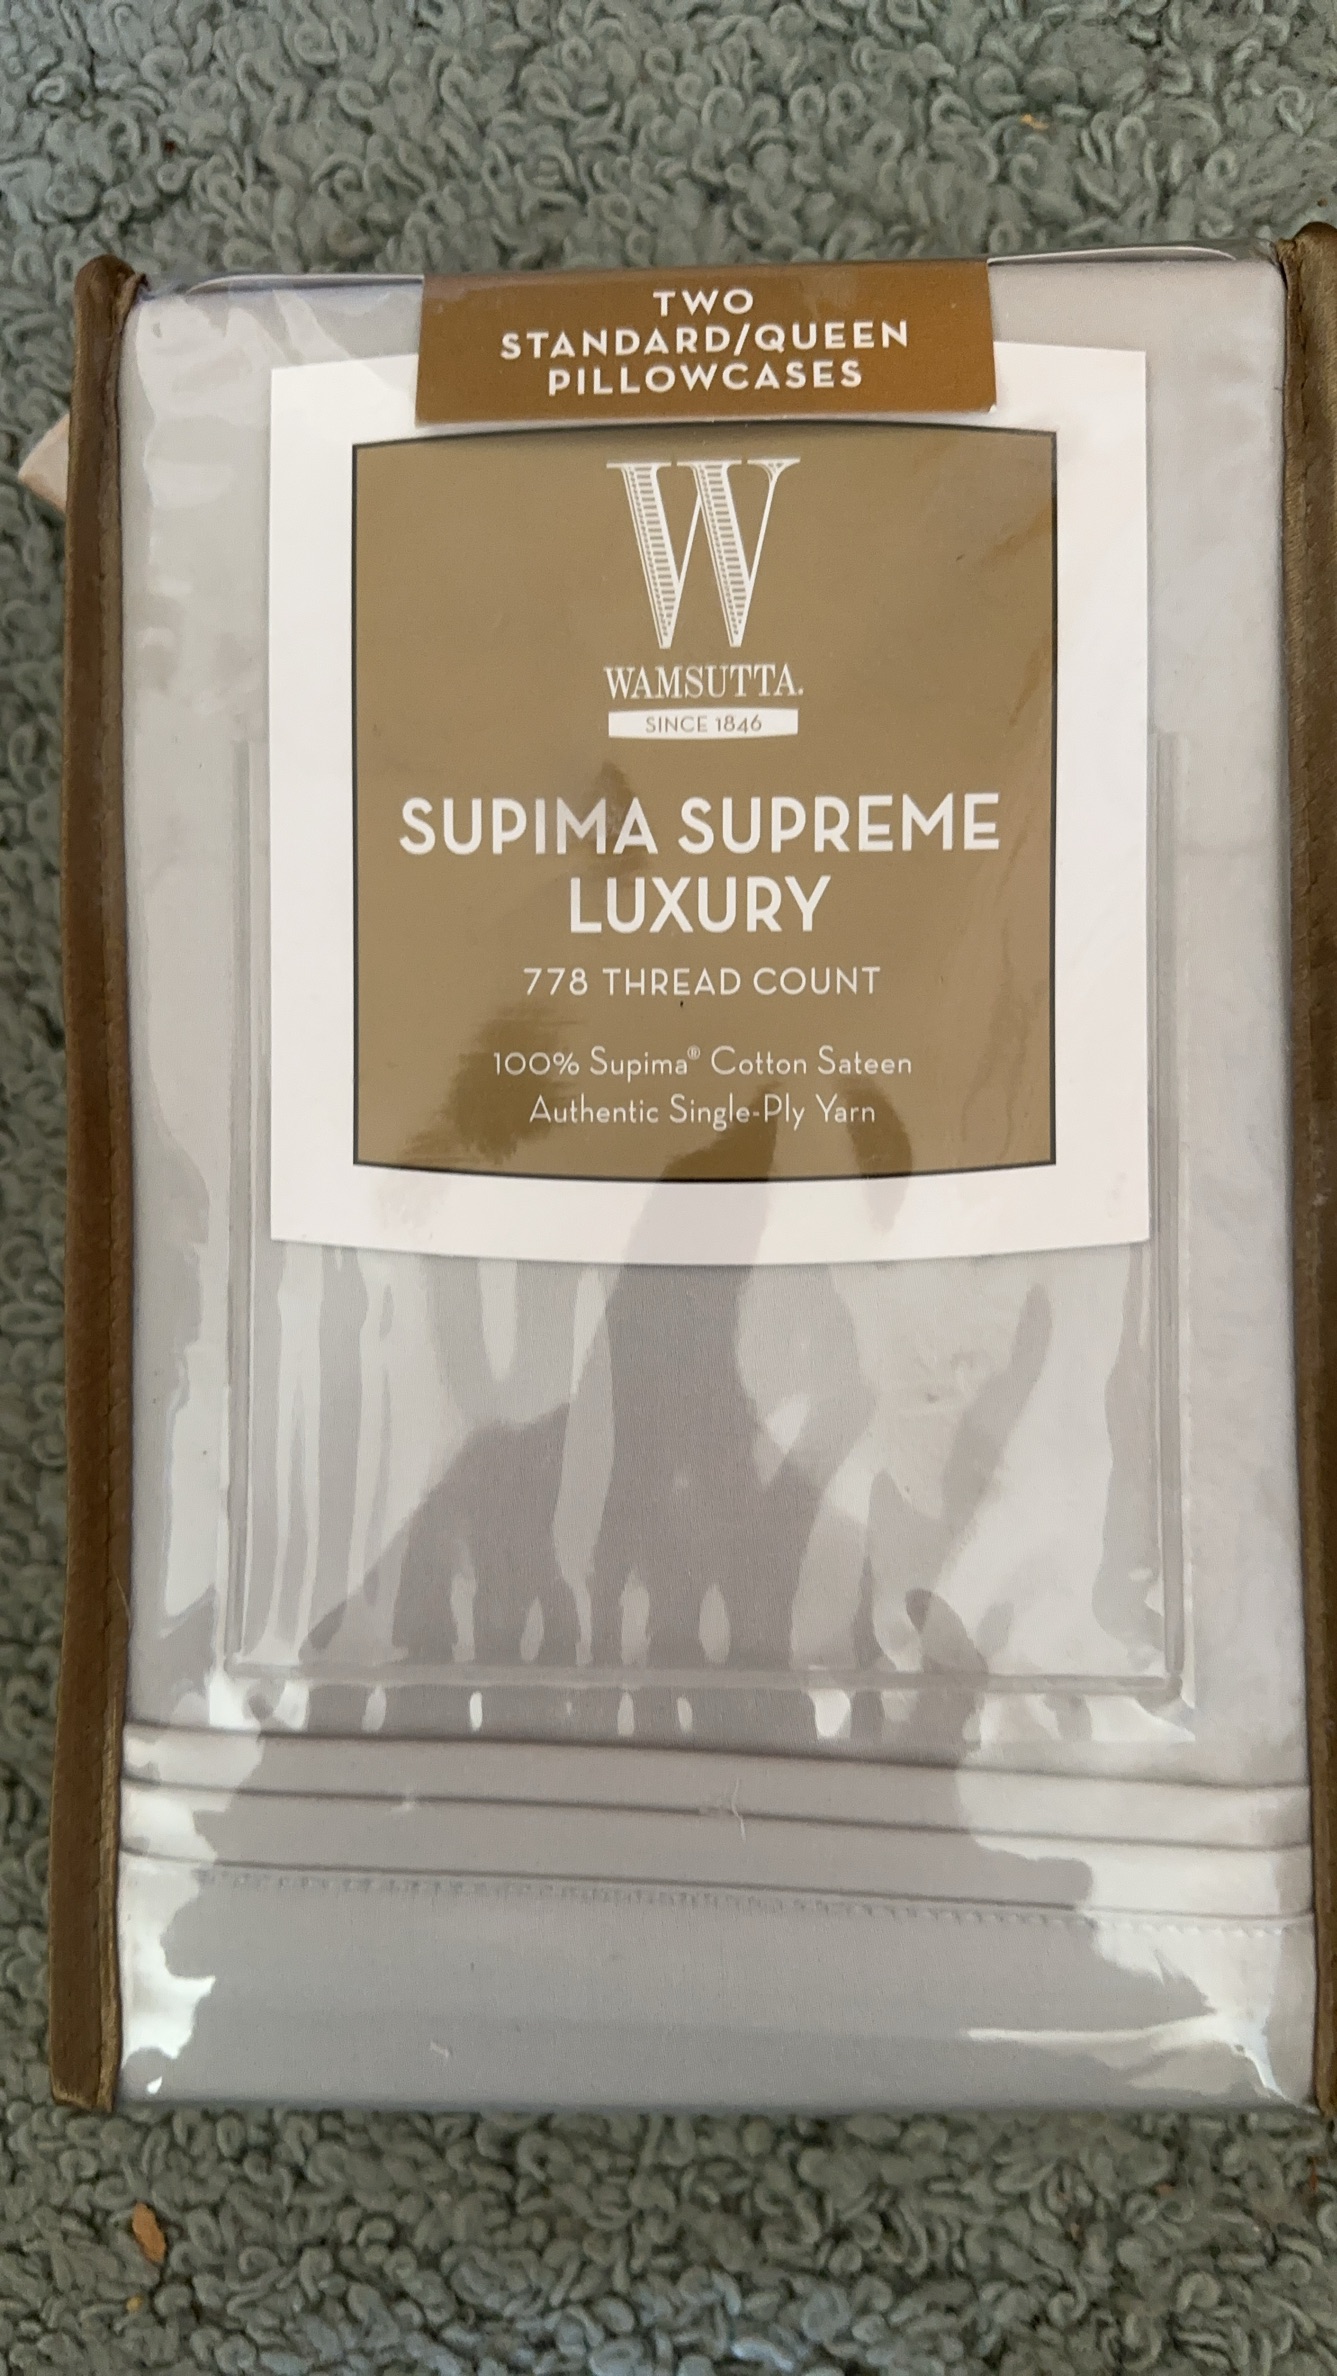 TWO
STANDARD/QUEEN
PILLOWCASES
W
WAMSUTTA.
SINCE 1846
SUPIMA SUPREME
LUXURY
778 THREAD COUNT
100% Supima® Cotton Sateen
Authentic Single-Ply Yarn